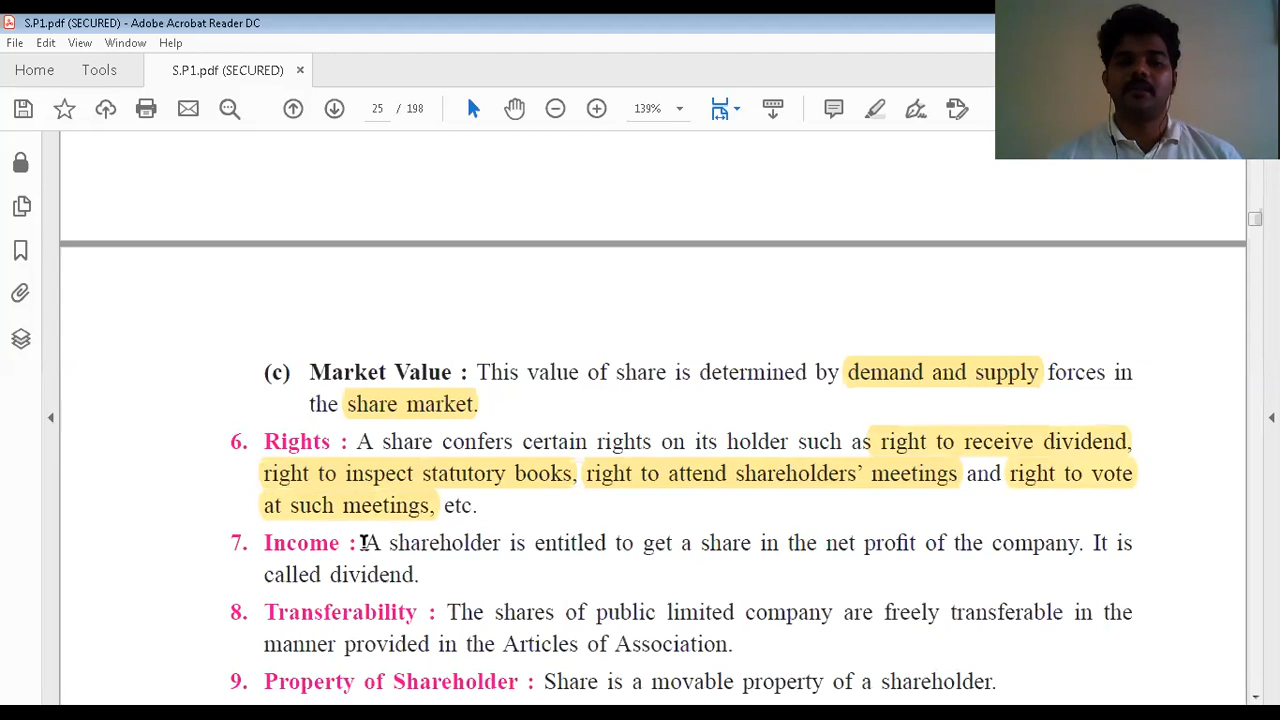 S.P1.pdf (SECURED) - Adobe Acrobat Reader DC
File Edit View Window Help
Home Tools S.P1.pdf (SECURED) ×
25 / 198 139%
(c) Market Value : This value of share is determined by demand and supply forces in
the share market.
6. Rights : A share confers certain rights on its holder such as right to receive dividend,
right to inspect statutory books, right to attend shareholders’ meetings and right to vote
at such meetings, etc.
7. Income : A shareholder is entitled to get a share in the net profit of the company. It is
called dividend.
8. Transferability : The shares of public limited company are freely transferable in the
manner provided in the Articles of Association.
9. Property of Shareholder : Share is a movable property of a shareholder.